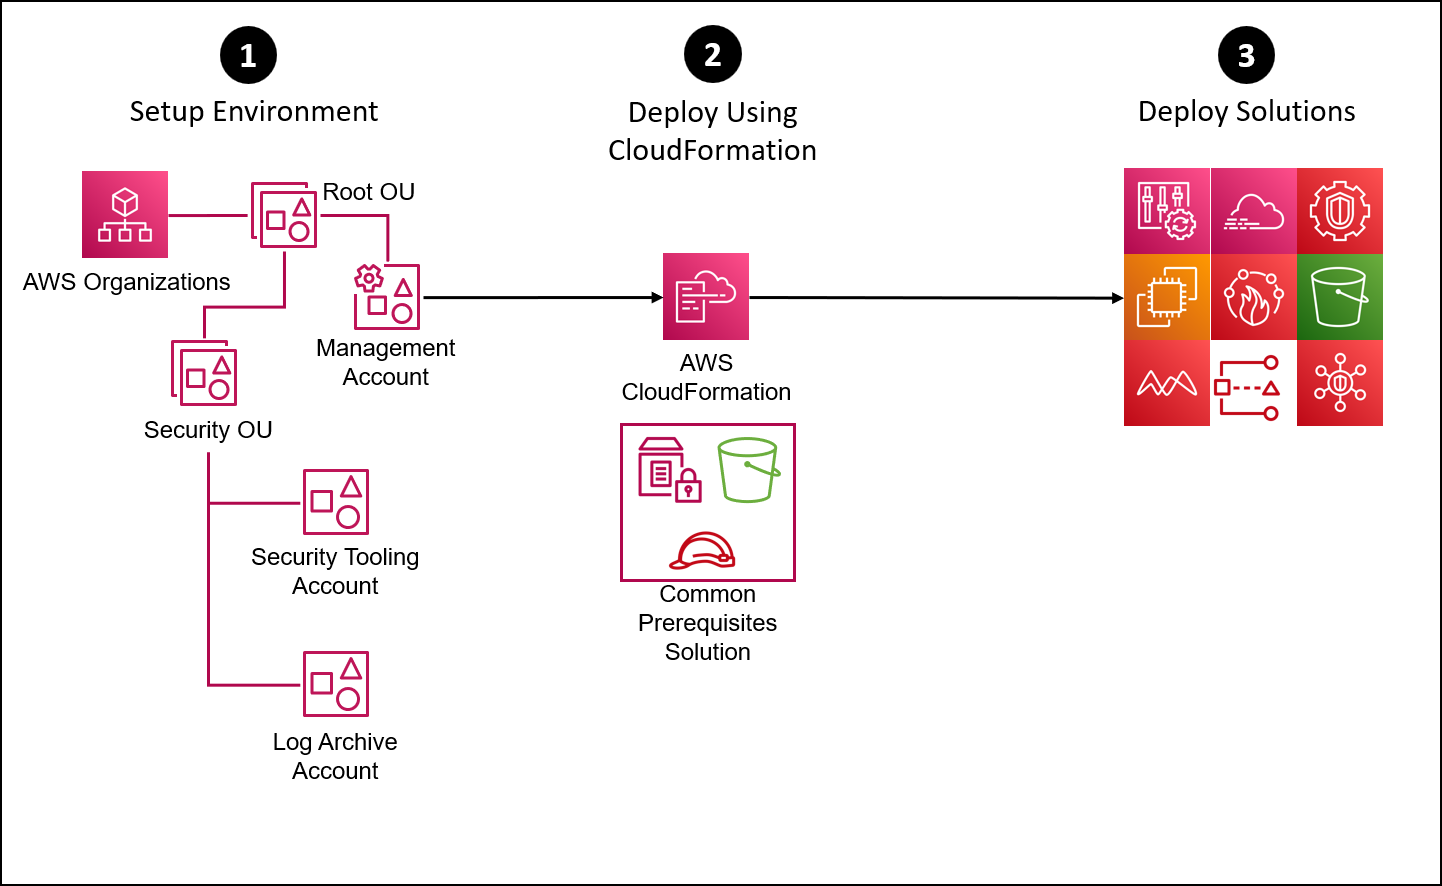 1
Setup Environment
AWS Organizations
Root OU
Management
Account
Security OU
Security Tooling
Account
Log Archive
Account
2
Deploy Using
CloudFormation
AWS
CloudFormation
Common
Prerequisites
Solution
3
Deploy Solutions